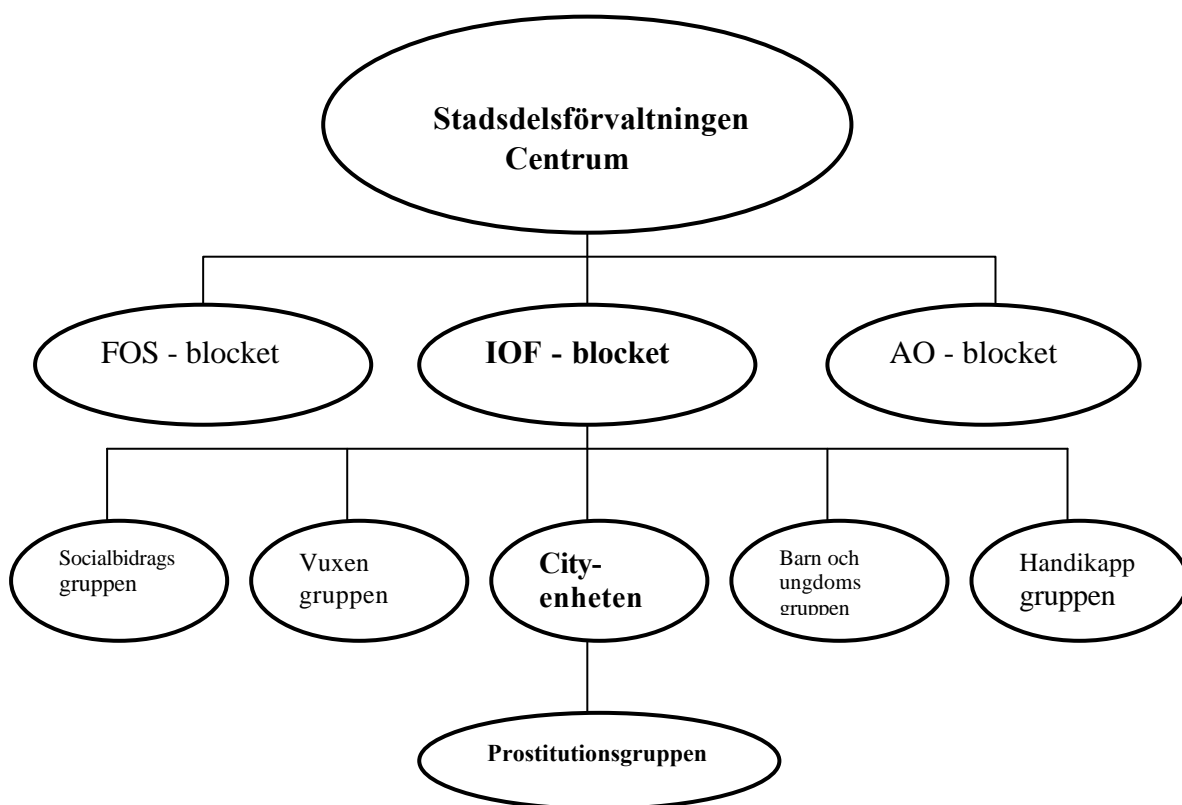 Stadsdelsförvaltningen
Centrum
FOS - blocket
IOF - blocket
AO - blocket
Socialbidrags
gruppen
Vuxen
gruppen
City-
enheten
Barn och
ungdoms
gruppen
Handikapp
gruppen
Prostitutionsgruppen